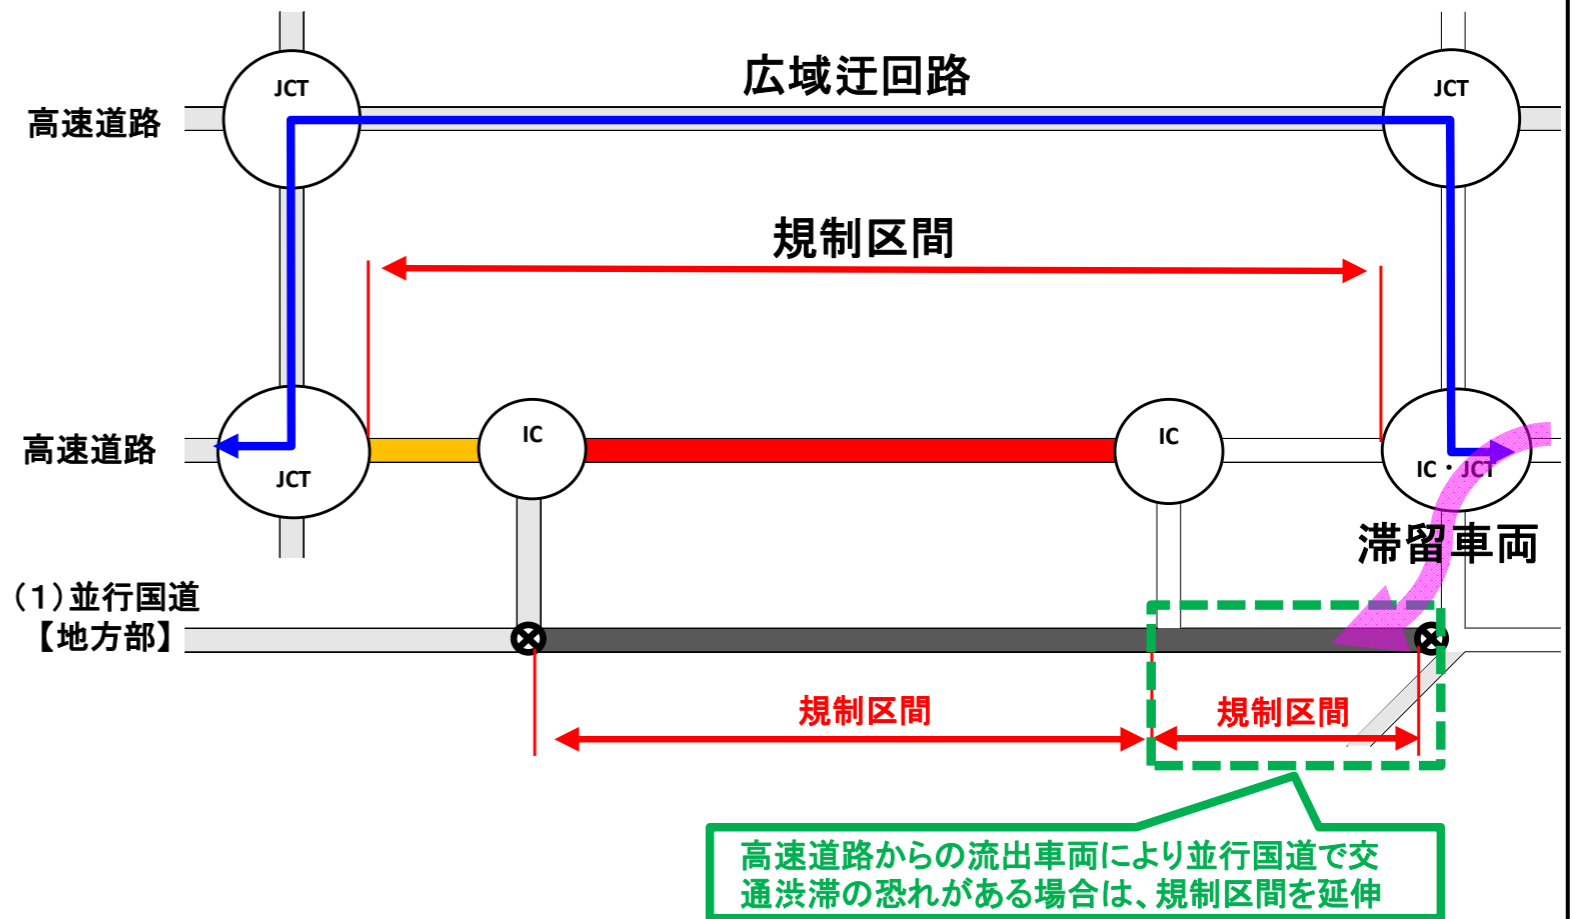 JCT
広域迂回路
JCT
高速道路
規制区間
高速道路
JCT
IC
IC
IC・JCT
滞留車両
(1)並行国道
【地方部】
規制区間
規制区間
高速道路からの流出車両により並行国道で交
通渋滞の恐れがある場合は、規制区間を延伸